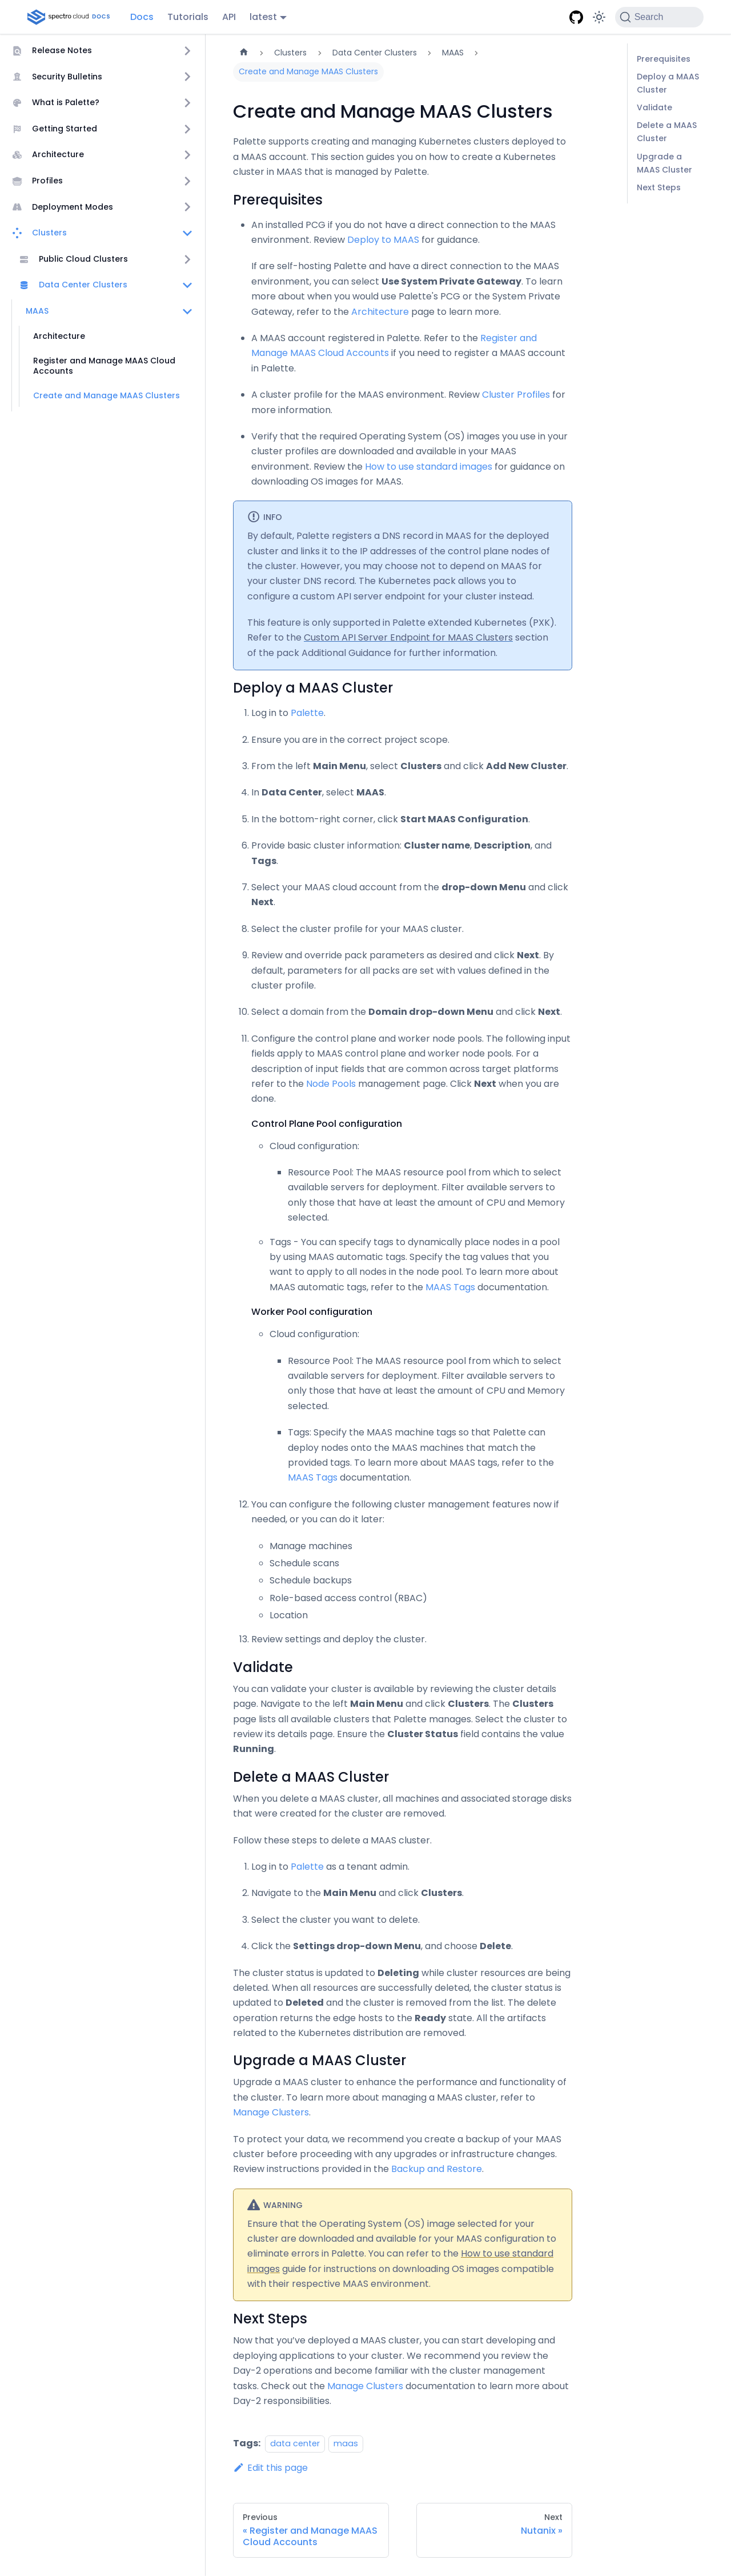 spectro cloud DOCS
Docs
Tutorials
API
latest
Search
Release Notes
Security Bulletins
What is Palette?
Getting Started
Architecture
Profiles
Deployment Modes
Clusters
Public Cloud Clusters
Data Center Clusters
MAAS
Architecture
Register and Manage MAAS Cloud
Accounts
Create and Manage MAAS Clusters
Clusters
Data Center Clusters
MAAS
Create and Manage MAAS Clusters
Create and Manage MAAS Clusters
Palette supports creating and managing Kubernetes clusters deployed to
a MAAS account. This section guides you on how to create a Kubernetes
cluster in MAAS that is managed by Palette.
Prerequisites
• An installed PCG if you do not have a direct connection to the MAAS
environment. Review Deploy to MAAS for guidance.
If are self-hosting Palette and have a direct connection to the MAAS
environment, you can select Use System Private Gateway. To learn
more about when you would use Palette's PCG or the System Private
Gateway, refer to the Architecture page to learn more.
• A MAAS account registered in Palette. Refer to the Register and
Manage MAAS Cloud Accounts if you need to register a MAAS account
in Palette.
• A cluster profile for the MAAS environment. Review Cluster Profiles for
more information.
• Verify that the required Operating System (OS) images you use in your
cluster profiles are downloaded and available in your MAAS
environment. Review the How to use standard images for guidance on
downloading OS images for MAAS.
INFO
By default, Palette registers a DNS record in MAAS for the deployed
cluster and links it to the IP addresses of the control plane nodes of
the cluster. However, you may choose not to depend on MAAS for
your cluster DNS record. The Kubernetes pack allows you to
configure a custom API server endpoint for your cluster instead.
This feature is only supported in Palette eXtended Kubernetes (PXK).
Refer to the Custom API Server Endpoint for MAAS Clusters section
of the pack Additional Guidance for further information.
Deploy a MAAS Cluster
1. Log in to Palette.
2. Ensure you are in the correct project scope.
3. From the left Main Menu, select Clusters and click Add New Cluster.
4. In Data Center, select MAAS.
5. In the bottom-right corner, click Start MAAS Configuration.
6. Provide basic cluster information: Cluster name, Description, and
Tags.
7. Select your MAAS cloud account from the drop-down Menu and click
Next.
8. Select the cluster profile for your MAAS cluster.
9. Review and override pack parameters as desired and click Next. By
default, parameters for all packs are set with values defined in the
cluster profile.
10. Select a domain from the Domain drop-down Menu and click Next.
11. Configure the control plane and worker node pools. The following input
fields apply to MAAS control plane and worker node pools. For a
description of input fields that are common across target platforms
refer to the Node Pools management page. Click Next when you are
done.
Control Plane Pool configuration
Cloud configuration:
Resource Pool: The MAAS resource pool from which to select
available servers for deployment. Filter available servers to
only those that have at least the amount of CPU and Memory
selected.
Tags - You can specify tags to dynamically place nodes in a pool
by using MAAS automatic tags. Specify the tag values that you
want to apply to all nodes in the node pool. To learn more about
MAAS automatic tags, refer to the MAAS Tags documentation.
Worker Pool configuration
Cloud configuration:
Resource Pool: The MAAS resource pool from which to select
available servers for deployment. Filter available servers to
only those that have at least the amount of CPU and Memory
selected.
Tags: Specify the MAAS machine tags so that Palette can
deploy nodes onto the MAAS machines that match the
provided tags. To learn more about MAAS tags, refer to the
MAAS Tags documentation.
12. You can configure the following cluster management features now if
needed, or you can do it later:
Manage machines
Schedule scans
Schedule backups
Role-based access control (RBAC)
Location
13. Review settings and deploy the cluster.
Validate
You can validate your cluster is available by reviewing the cluster details
page. Navigate to the left Main Menu and click Clusters. The Clusters
page lists all available clusters that Palette manages. Select the cluster to
review its details page. Ensure the Cluster Status field contains the value
Running.
Delete a MAAS Cluster
When you delete a MAAS cluster, all machines and associated storage disks
that were created for the cluster are removed.
Follow these steps to delete a MAAS cluster.
1. Log in to Palette as a tenant admin.
2. Navigate to the Main Menu and click Clusters.
3. Select the cluster you want to delete.
4. Click the Settings drop-down Menu, and choose Delete.
The cluster status is updated to Deleting while cluster resources are being
deleted. When all resources are successfully deleted, the cluster status is
updated to Deleted and the cluster is removed from the list. The delete
operation returns the edge hosts to the Ready state. All the artifacts
related to the Kubernetes distribution are removed.
Upgrade a MAAS Cluster
Upgrade a MAAS cluster to enhance the performance and functionality of
the cluster. To learn more about managing a MAAS cluster, refer to
Manage Clusters.
To protect your data, we recommend you create a backup of your MAAS
cluster before proceeding with any upgrades or infrastructure changes.
Review instructions provided in the Backup and Restore.
WARNING
Ensure that the Operating System (OS) image selected for your
cluster are downloaded and available for your MAAS configuration to
eliminate errors in Palette. You can refer to the How to use standard
images guide for instructions on downloading OS images compatible
with their respective MAAS environment.
Next Steps
Now that you've deployed a MAAS cluster, you can start developing and
deploying applications to your cluster. We recommend you review the
Day-2 operations and become familiar with the cluster management
tasks. Check out the Manage Clusters documentation to learn more about
Day-2 responsibilities.
Tags: data center maas
Edit this page
Previous
« Register and Manage MAAS
Cloud Accounts
Next
Nutanix »
Prerequisites
Deploy a MAAS
Cluster
Validate
Delete a MAAS
Cluster
Upgrade a
MAAS Cluster
Next Steps